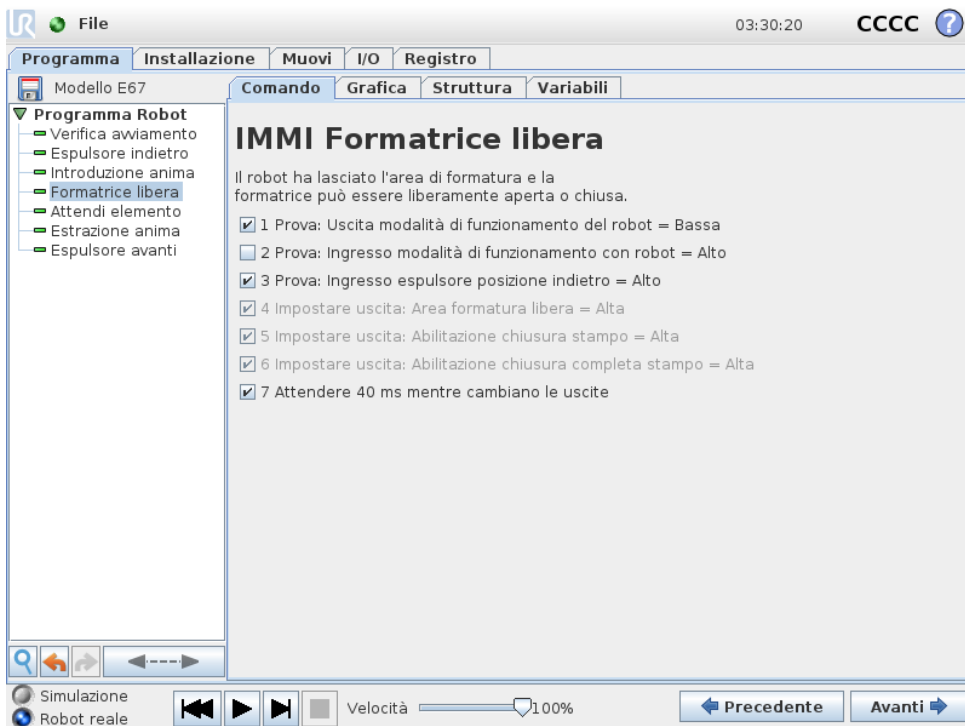 UR File 03:30:20 CCCC ?
Programma Installazione Muovi I/O Registro
Modello E67
Comando Grafica Struttura Variabili
Programma Robot
Verifica avviamento
Espulsore indietro
Introduzione anima
Formatrice libera
Attendi elemento
Estrazione anima
Espulsore avanti
IMMI Formatrice libera
Il robot ha lasciato l'area di formatura e la
formatrice può essere liberamente aperta o chiusa.
1 Prova: Uscita modalità di funzionamento del robot = Bassa
2 Prova: Ingresso modalità di funzionamento con robot = Alto
3 Prova: Ingresso espulsore posizione indietro = Alto
4 Impostare uscita: Area formatura libera = Alta
5 Impostare uscita: Abilitazione chiusura stampo = Alta
6 Impostare uscita: Abilitazione chiusura completa stampo = Alta
7 Attendere 40 ms mentre cambiano le uscite
Simulazione
Robot reale
Velocità 100%
Precedente Avanti